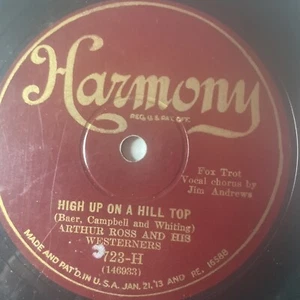 Harmony
REG. U.S. PAT. OFF.
Fox Trot
Vocal chorus by
Jim Andrews
HIGH UP ON A HILL TOP
(Baer, Campbell and Whiting)
ARTHUR ROSS AND HIS
WESTERNERS
723-H
(146933)
MADE AND PAT'D IN U.S.A. JAN. 21, '13 AND RE. 16588